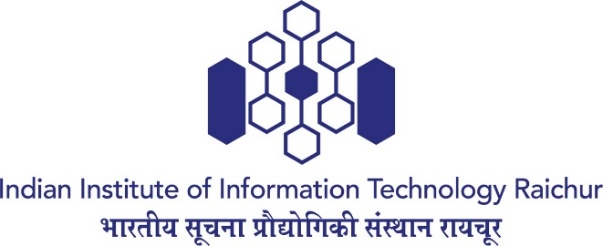 Indian Institute of Information Technology Raichur
भारतीय सूचना प्रौद्योगिकी संस्थान रायचूर